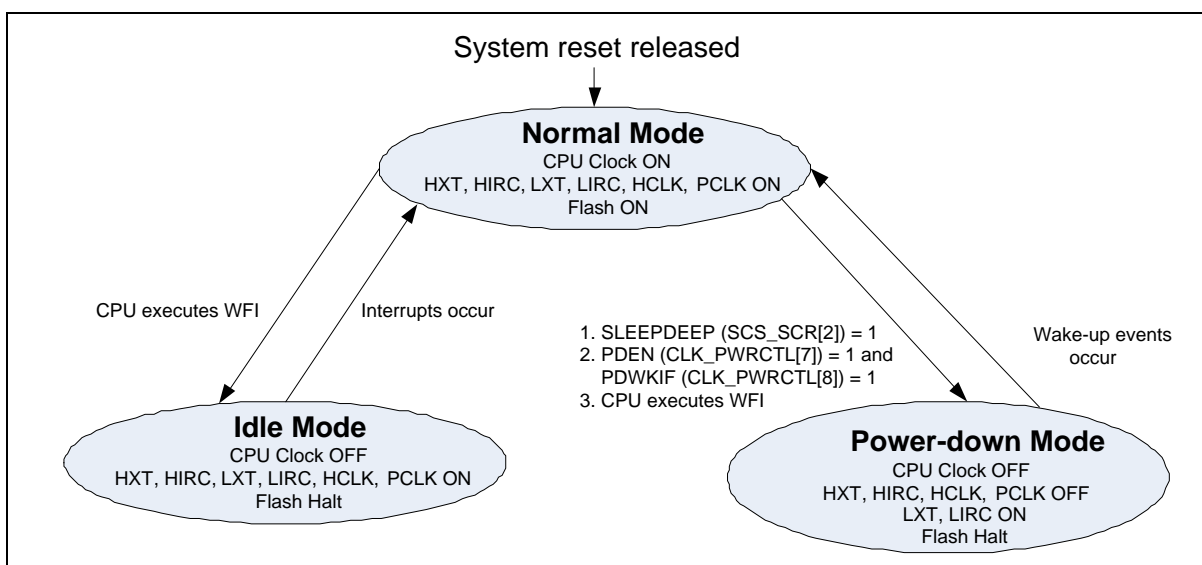 System reset released
Normal Mode
CPU Clock ON
HXT, HIRC, LXT, LIRC, HCLK, PCLK ON
Flash ON
CPU executes WFI
Interrupts occur
1. SLEEPDEEP (SCS_SCR[2]) = 1
2. PDEN (CLK_PWRCTL[7]) = 1 and
PDWKIF (CLK_PWRCTL[8]) = 1
3. CPU executes WFI
Wake-up events
occur
Idle Mode
CPU Clock OFF
HXT, HIRC, LXT, LIRC, HCLK, PCLK ON
Flash Halt
Power-down Mode
CPU Clock OFF
HXT, HIRC, HCLK, PCLK OFF
LXT, LIRC ON
Flash Halt